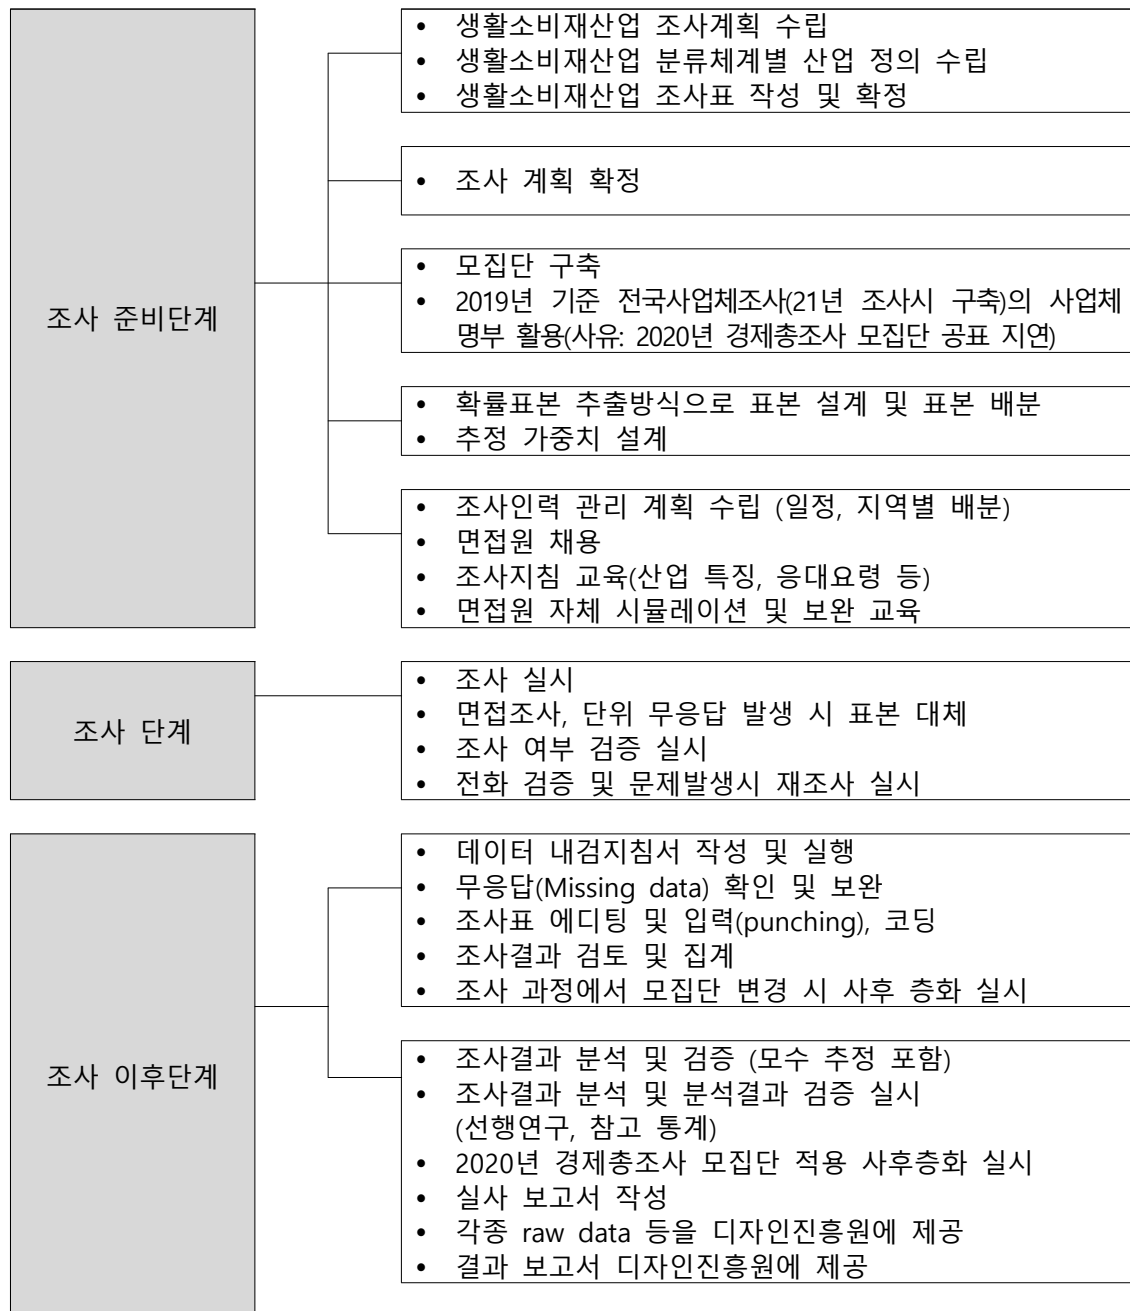 조사 준비단계
• 생활소비재산업 조사계획 수립
• 생활소비재산업 분류체계별 산업 정의 수립
• 생활소비재산업 조사표 작성 및 확정
• 조사 계획 확정
• 모집단 구축
• 2019년 기준 전국사업체조사(21년 조사시 구축)의 사업체
명부 활용(사유: 2020년 경제총조사 모집단 공표 지연)
• 확률표본 추출방식으로 표본 설계 및 표본 배분
• 추정 가중치 설계
• 조사인력 관리 계획 수립 (일정, 지역별 배분)
• 면접원 채용
• 조사지침 교육(산업 특징, 응대요령 등)
• 면접원 자체 시뮬레이션 및 보완 교육
조사 단계
• 조사 실시
• 면접조사, 단위 무응답 발생 시 표본 대체
• 조사 여부 검증 실시
• 전화 검증 및 문제발생시 재조사 실시
조사 이후단계
• 데이터 내검지침서 작성 및 실행
• 무응답(Missing data) 확인 및 보완
• 조사표 에디팅 및 입력(punching), 코딩
• 조사결과 검토 및 집계
• 조사 과정에서 모집단 변경 시 사후 층화 실시
• 조사결과 분석 및 검증 (모수 추정 포함)
• 조사결과 분석 및 분석결과 검증 실시
(선행연구, 참고 통계)
• 2020년 경제총조사 모집단 적용 사후층화 실시
• 실사 보고서 작성
• 각종 raw data 등을 디자인진흥원에 제공
• 결과 보고서 디자인진흥원에 제공